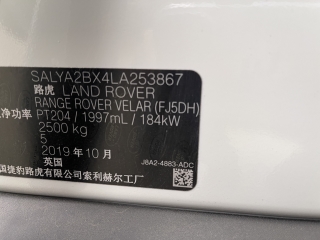 SALYA2BX4LA253867
路虎 LAND ROVER
RANGE ROVER VELAR (FJ5DH)
净功率 PT204 / 1997mL / 184kW
2500 kg
5
2019 年 10 月
英国
J8A2-4883-ADC
国捷豹路虎有限公司索利赫尔工厂